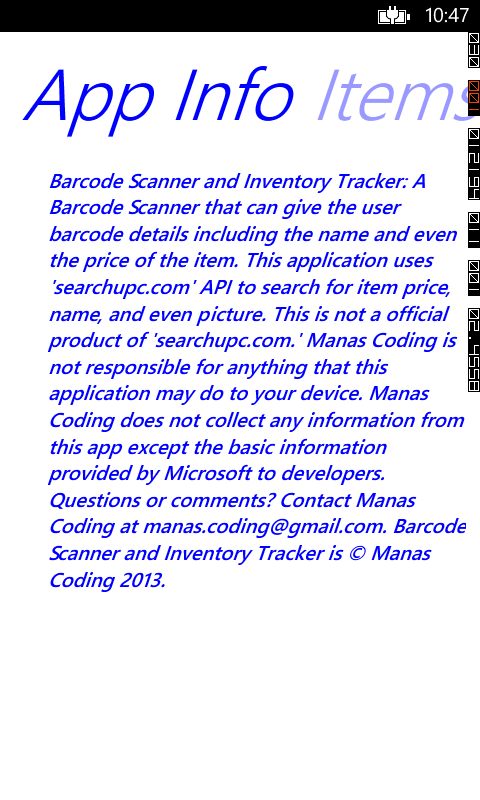 10:47
App Info Items
Barcode Scanner and Inventory Tracker: A
Barcode Scanner that can give the user
barcode details including the name and even
the price of the item. This application uses
'searchupc.com' API to search for item price,
name, and even picture. This is not a official
product of 'searchupc.com.' Manas Coding is
not responsible for anything that this
application may do to your device. Manas
Coding does not collect any information from
this app except the basic information
provided by Microsoft to developers.
Questions or comments? Contact Manas
Coding at manas.coding@gmail.com. Barcode
Scanner and Inventory Tracker is © Manas
Coding 2013.